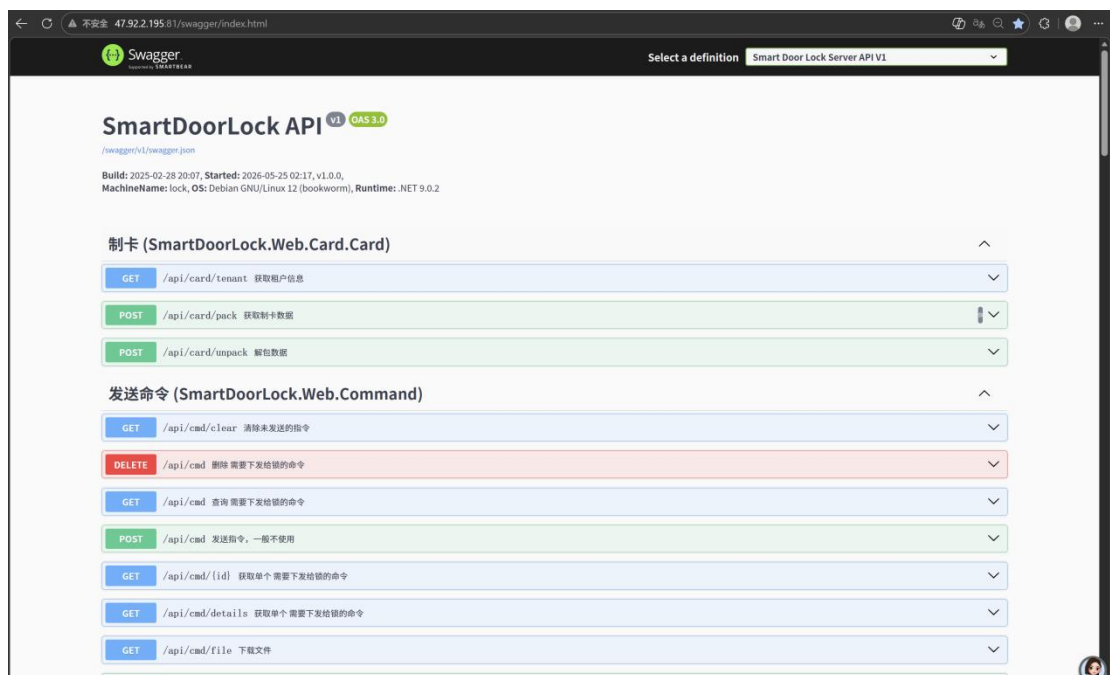 不安全 47.92.2.195:81/swagger/index.html
Swagger.
Supported by SMARTBEAR
Select a definition
Smart Door Lock Server API V1
SmartDoorLock API v1 OAS 3.0
/swagger/v1/swagger.json
Build: 2025-02-28 20:07, Started: 2026-05-25 02:17, v1.0.0,
MachineName: lock, OS: Debian GNU/Linux 12 (bookworm), Runtime: .NET 9.0.2
制卡 (SmartDoorLock.Web.Card.Card)
GET /api/card/tenant 获取租户信息
POST /api/card/pack 获取制卡数据
POST /api/card/unpack 解包数据
发送命令 (SmartDoorLock.Web.Command)
GET /api/cmd/clear 清除未发送的指令
DELETE /api/cmd 删除 需要下发给锁的命令
GET /api/cmd 查询 需要下发给锁的命令
POST /api/cmd 发送指令，一般不使用
GET /api/cmd/{id} 获取单个 需要下发给锁的命令
GET /api/cmd/details 获取单个 需要下发给锁的命令
GET /api/cmd/file 下载文件